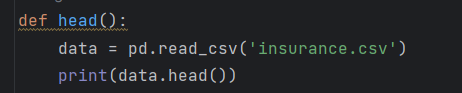 def head():
    data = pd.read_csv('insurance.csv')
    print(data.head())